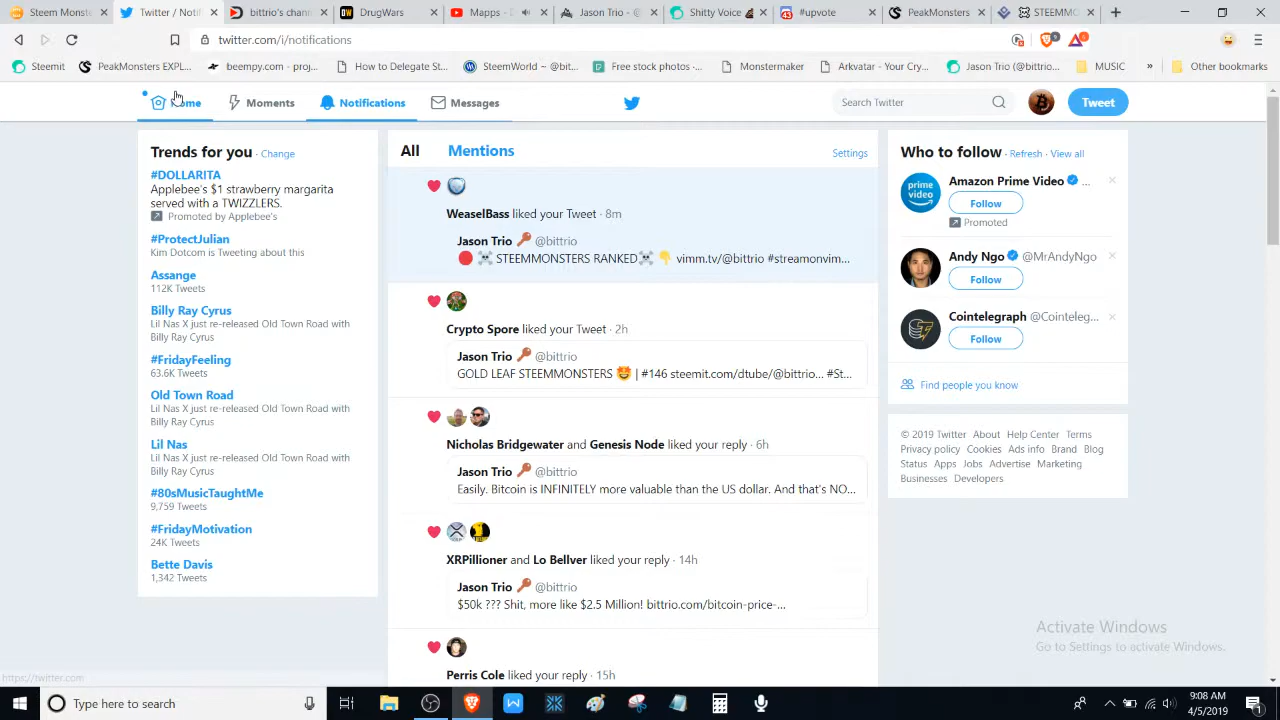 Steem Monst
Twitter / Notif
bittrio's chann
DrugWars
Mapps -
Jason Trio - @
Shitty Voice
#upvote
PeakMonsters
STEEMMC
twitter.com/i/notifications
Steemit
PeakMonsters EXPL...
beempy.com - proj...
How to Delegate St...
SteemWorld ~ @bit...
Free stock photos -...
Monstermaker
Arkvatar - Your Cry...
Jason Trio (@bittrio...
MUSIC
»
Other Bookmarks
Home
Moments
Notifications
Messages
Search Twitter
Tweet
Trends for you · Change
#DOLLARITA
Applebee's $1 strawberry margarita
served with a TWIZZLERS.
Promoted by Applebee's
#ProtectJulian
Kim Dotcom is Tweeting about this
Assange
112K Tweets
Billy Ray Cyrus
Lil Nas X just re-released Old Town Road with
Billy Ray Cyrus
#FridayFeeling
63.6K Tweets
Old Town Road
Lil Nas X just re-released Old Town Road with
Billy Ray Cyrus
Lil Nas
Lil Nas X just re-released Old Town Road with
Billy Ray Cyrus
#80sMusicTaughtMe
9,759 Tweets
#FridayMotivation
24K Tweets
Bette Davis
1,342 Tweets
All
Mentions
Settings
WeaselBass liked your Tweet · 8m
Jason Trio 🔑 @bittrio
🔴 ☠ STEEMMONSTERS RANKED☠ 👇 vimm.tv/@bittrio #streamonvim...
Crypto Spore liked your Tweet · 2h
Jason Trio 🔑 @bittrio
GOLD LEAF STEEMMONSTERS 🤩 | #146 steemit.com/dtube/@bittrio... #St...
Nicholas Bridgewater and Genesis Node liked your reply · 6h
Jason Trio 🔑 @bittrio
Easily. Bitcoin is INFINITELY more valuable than the US dollar. And that's NO...
XRPillioner and Lo Bellver liked your reply · 14h
Jason Trio 🔑 @bittrio
$50k ??? Shit, more like $2.5 Million! bittrio.com/bitcoin-price-...
Perris Cole liked your reply · 15h
Who to follow · Refresh · View all
prime video
Amazon Prime Video ...
Follow
Promoted
Andy Ngo @MrAndyNgo
Follow
Cointelegraph @Cointeleg...
Follow
Find people you know
© 2019 Twitter About Help Center Terms
Privacy policy Cookies Ads info Brand Blog
Status Apps Jobs Advertise Marketing
Businesses Developers
Activate Windows
Go to Settings to activate Windows.
https://twitter.com
Type here to search
9:08 AM
4/5/2019